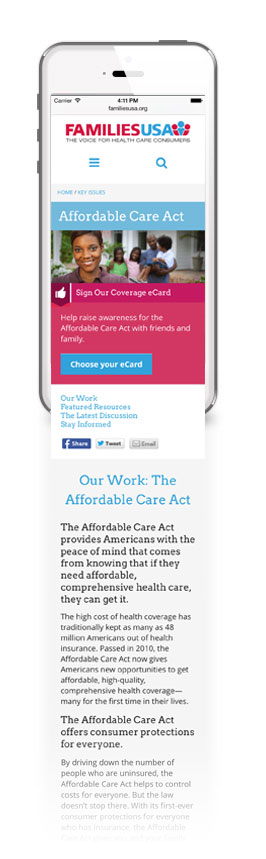 Carrier 4:11 PM
familiesusa.org
FAMILIESUSA
THE VOICE FOR HEALTH CARE CONSUMERS
HOME / KEY ISSUES
Affordable Care Act
Sign Our Coverage eCard
Help raise awareness for the
Affordable Care Act with friends and
family.
Choose your eCard
Our Work
Featured Resources
The Latest Discussion
Stay Informed
Share Tweet Email
Our Work: The
Affordable Care Act
The Affordable Care Act
provides Americans with the
peace of mind that comes
from knowing that if they
need affordable,
comprehensive health care,
they can get it.
The high cost of health coverage has
traditionally kept as many as 48
million Americans out of health
insurance. Passed in 2010, the
Affordable Care Act now gives
Americans new opportunities to get
affordable, high-quality,
comprehensive health coverage—
many for the first time in their lives.
The Affordable Care Act
offers consumer protections
for everyone.
By driving down the number of
people who are uninsured, the
Affordable Care Act helps to control
costs for everyone. But the law
doesn't stop there. With its first-ever
consumer protections for everyone
who has insurance, the Affordable